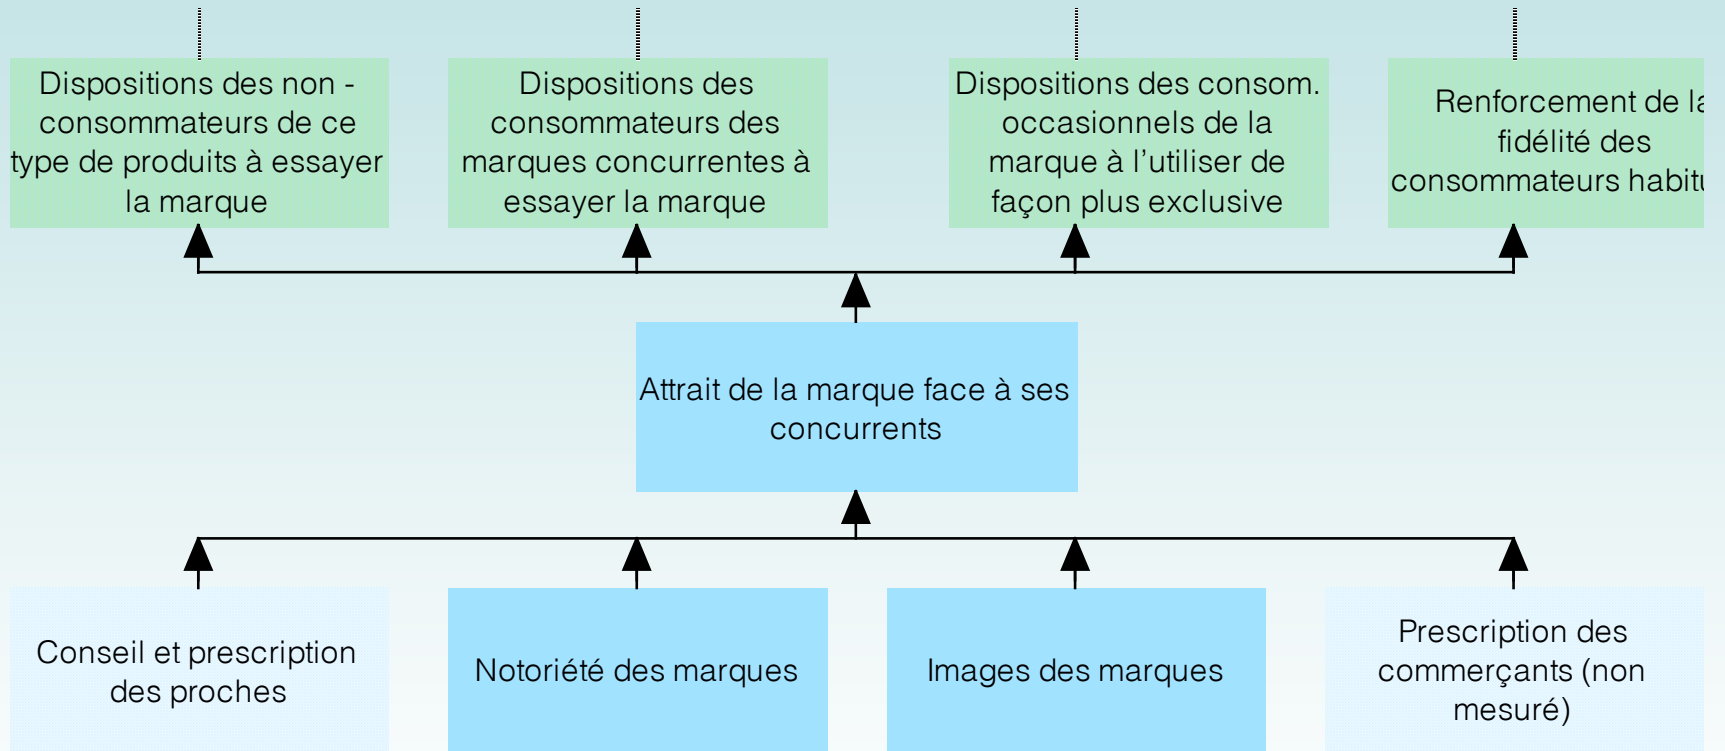 Dispositions des non -
consommateurs de ce
type de produits à essayer
la marque
Dispositions des
consommateurs des
marques concurrentes à
essayer la marque
Dispositions des consom.
occasionnels de la
marque à l'utiliser de
façon plus exclusive
Renforcement de la
fidélité des
consommateurs
Attrait de la marque face à ses
concurrents
Conseil et prescription
des proches
Notoriété des marques
Images des marques
Prescription des
commerçants (non
mesuré)